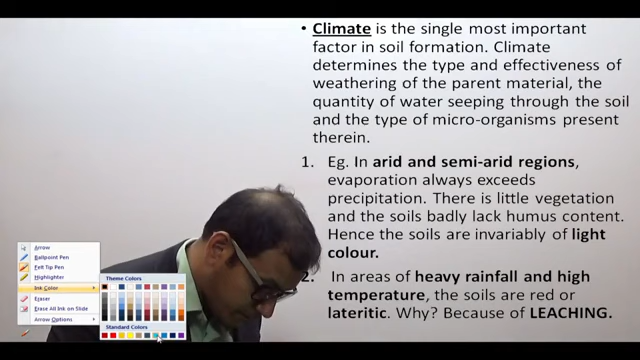 • Climate is the single most important
factor in soil formation. Climate
determines the type and effectiveness of
weathering of the parent material, the
quantity of water seeping through the soil
and the type of micro-organisms present
therein.
1. Eg. In arid and semi-arid regions,
evaporation always exceeds
precipitation. There is little vegetation
and the soils badly lack humus content.
Hence the soils are invariably of light
colour.
2. In areas of heavy rainfall and high
temperature, the soils are red or
lateritic. Why? Because of LEACHING.
Arrow
Ballpoint Pen
Felt Tip Pen
Highlighter
Ink Color
Eraser
Erase All Ink on Slide
Arrow Options
Theme Colors
Standard Colors